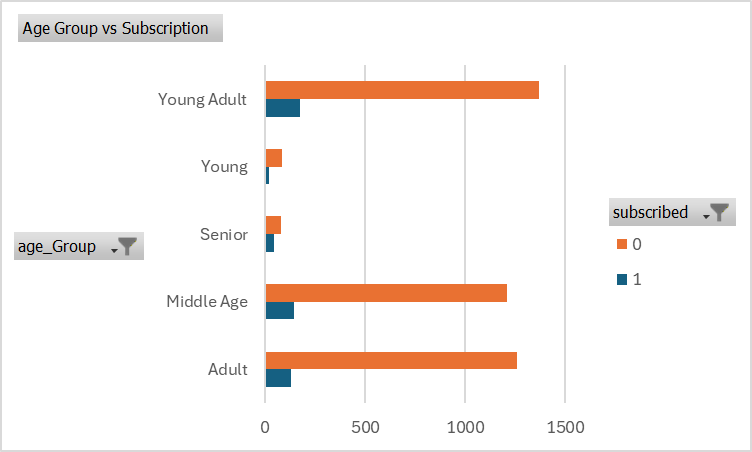 Age Group vs Subscription
Young Adult
Young
Senior
Middle Age
Adult
age_Group
0
500
1000
1500
subscribed
0
1